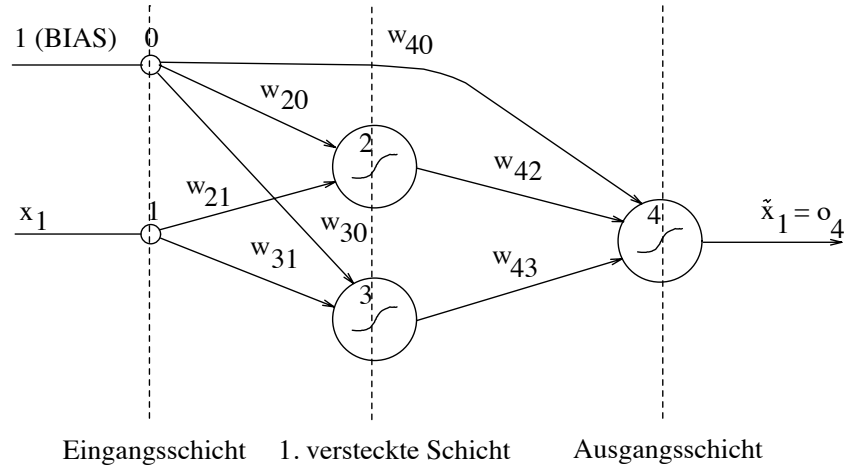 1 (BIAS) 0
w40
w20
2
w42
w21
x1
1
w30
4
x̃1 = o4
w31
w43
3
Eingangsschicht
1. versteckte Schicht
Ausgangsschicht